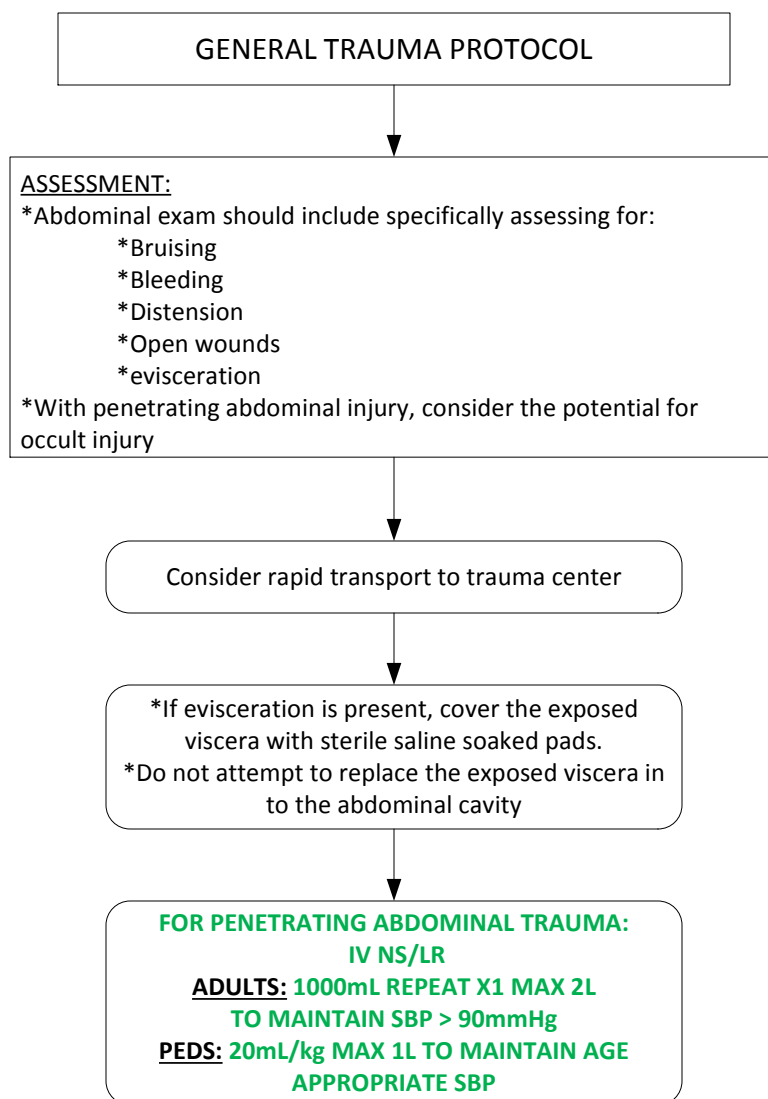 GENERAL TRAUMA PROTOCOL
ASSESSMENT:
*Abdominal exam should include specifically assessing for:
*Bruising
*Bleeding
*Distension
*Open wounds
*evisceration
*With penetrating abdominal injury, consider the potential for
occult injury
Consider rapid transport to trauma center
*If evisceration is present, cover the exposed
viscera with sterile saline soaked pads.
*Do not attempt to replace the exposed viscera in
to the abdominal cavity
FOR PENETRATING ABDOMINAL TRAUMA:
IV NS/LR
ADULTS: 1000mL REPEAT X1 MAX 2L
TO MAINTAIN SBP > 90mmHg
PEDS: 20mL/kg MAX 1L TO MAINTAIN AGE
APPROPRIATE SBP